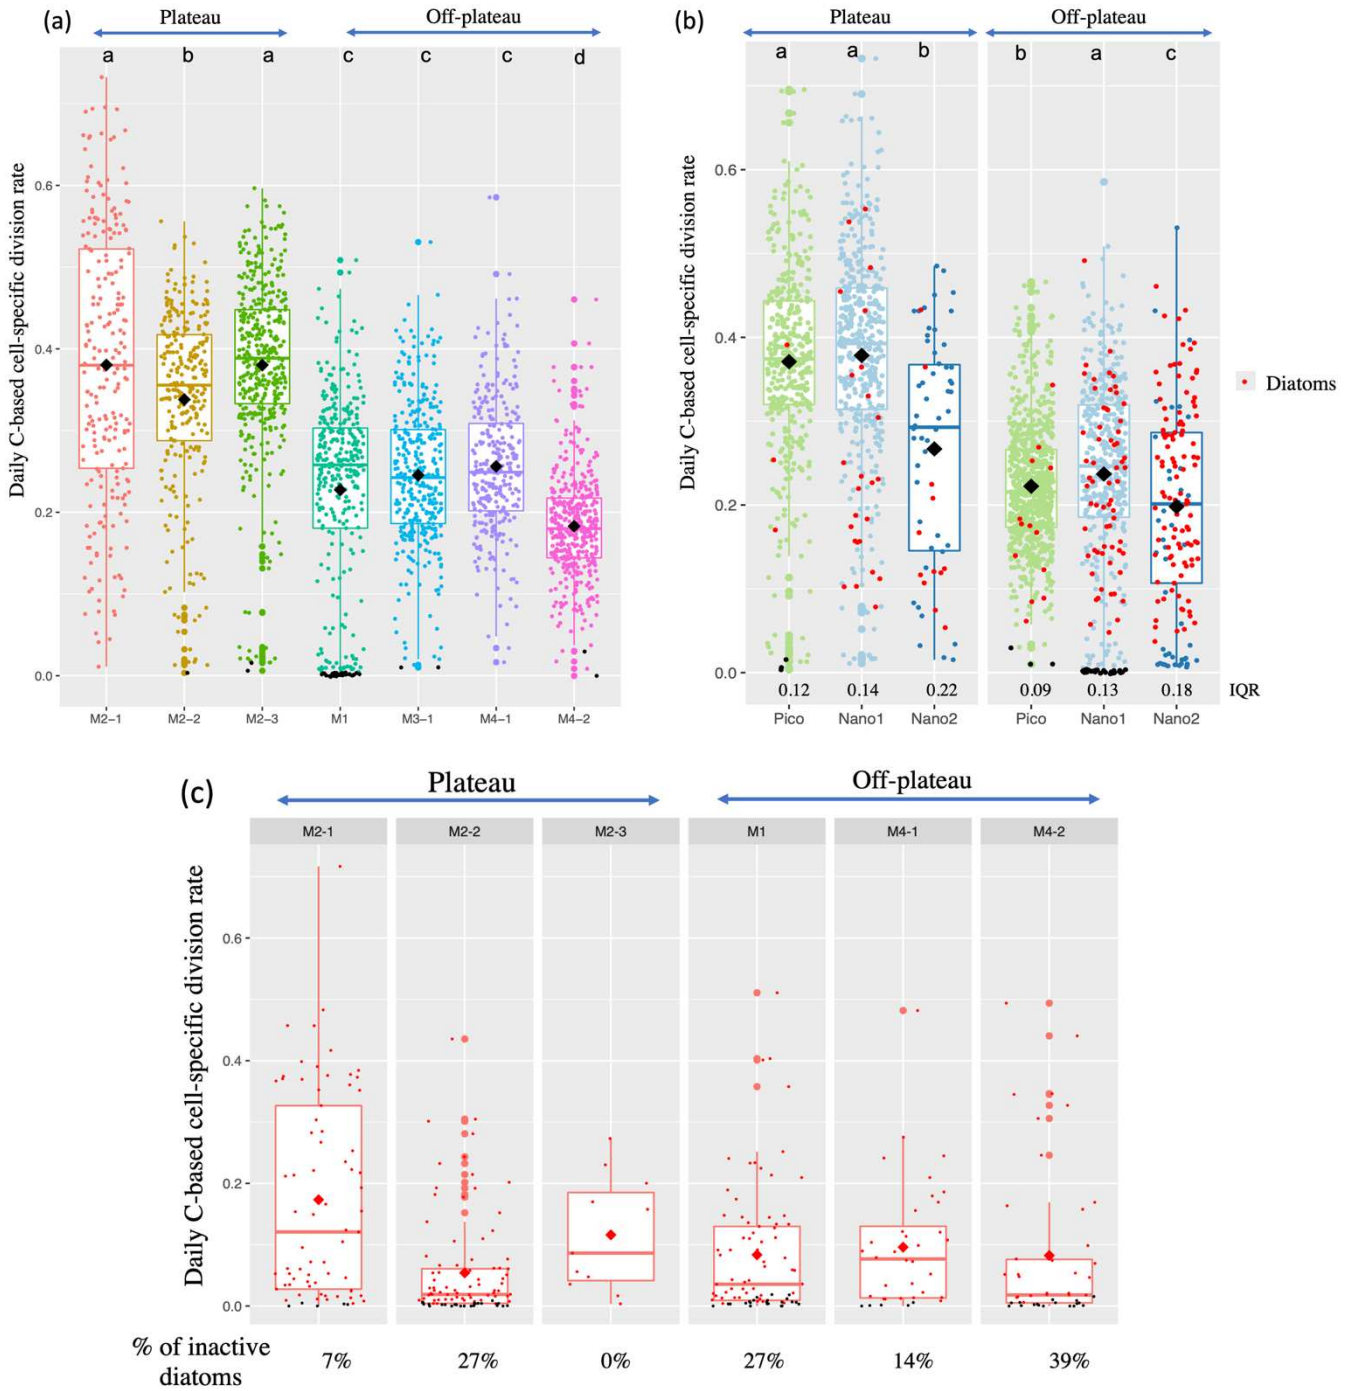 (a)
Plateau
Off-plateau
a b a c c c d
Daily C-based cell-specific division rate
0.6
0.4
0.2
0.0
M2–1 M2–2 M2–3 M1 M3–1 M4–1 M4–2
(b)
Plateau
Off-plateau
a a b b a c
Daily C-based cell-specific division rate
0.6
0.4
0.2
0.0
Diatoms
0.12 0.14 0.22 0.09 0.13 0.18 IQR
Pico Nano1 Nano2 Pico Nano1 Nano2
(c)
Plateau
Off-plateau
M2-1 M2-2 M2-3 M1 M4-1 M4-2
Daily C-based cell-specific division rate
0.6
0.4
0.2
0.0
% of inactive
diatoms
7% 27% 0% 27% 14% 39%